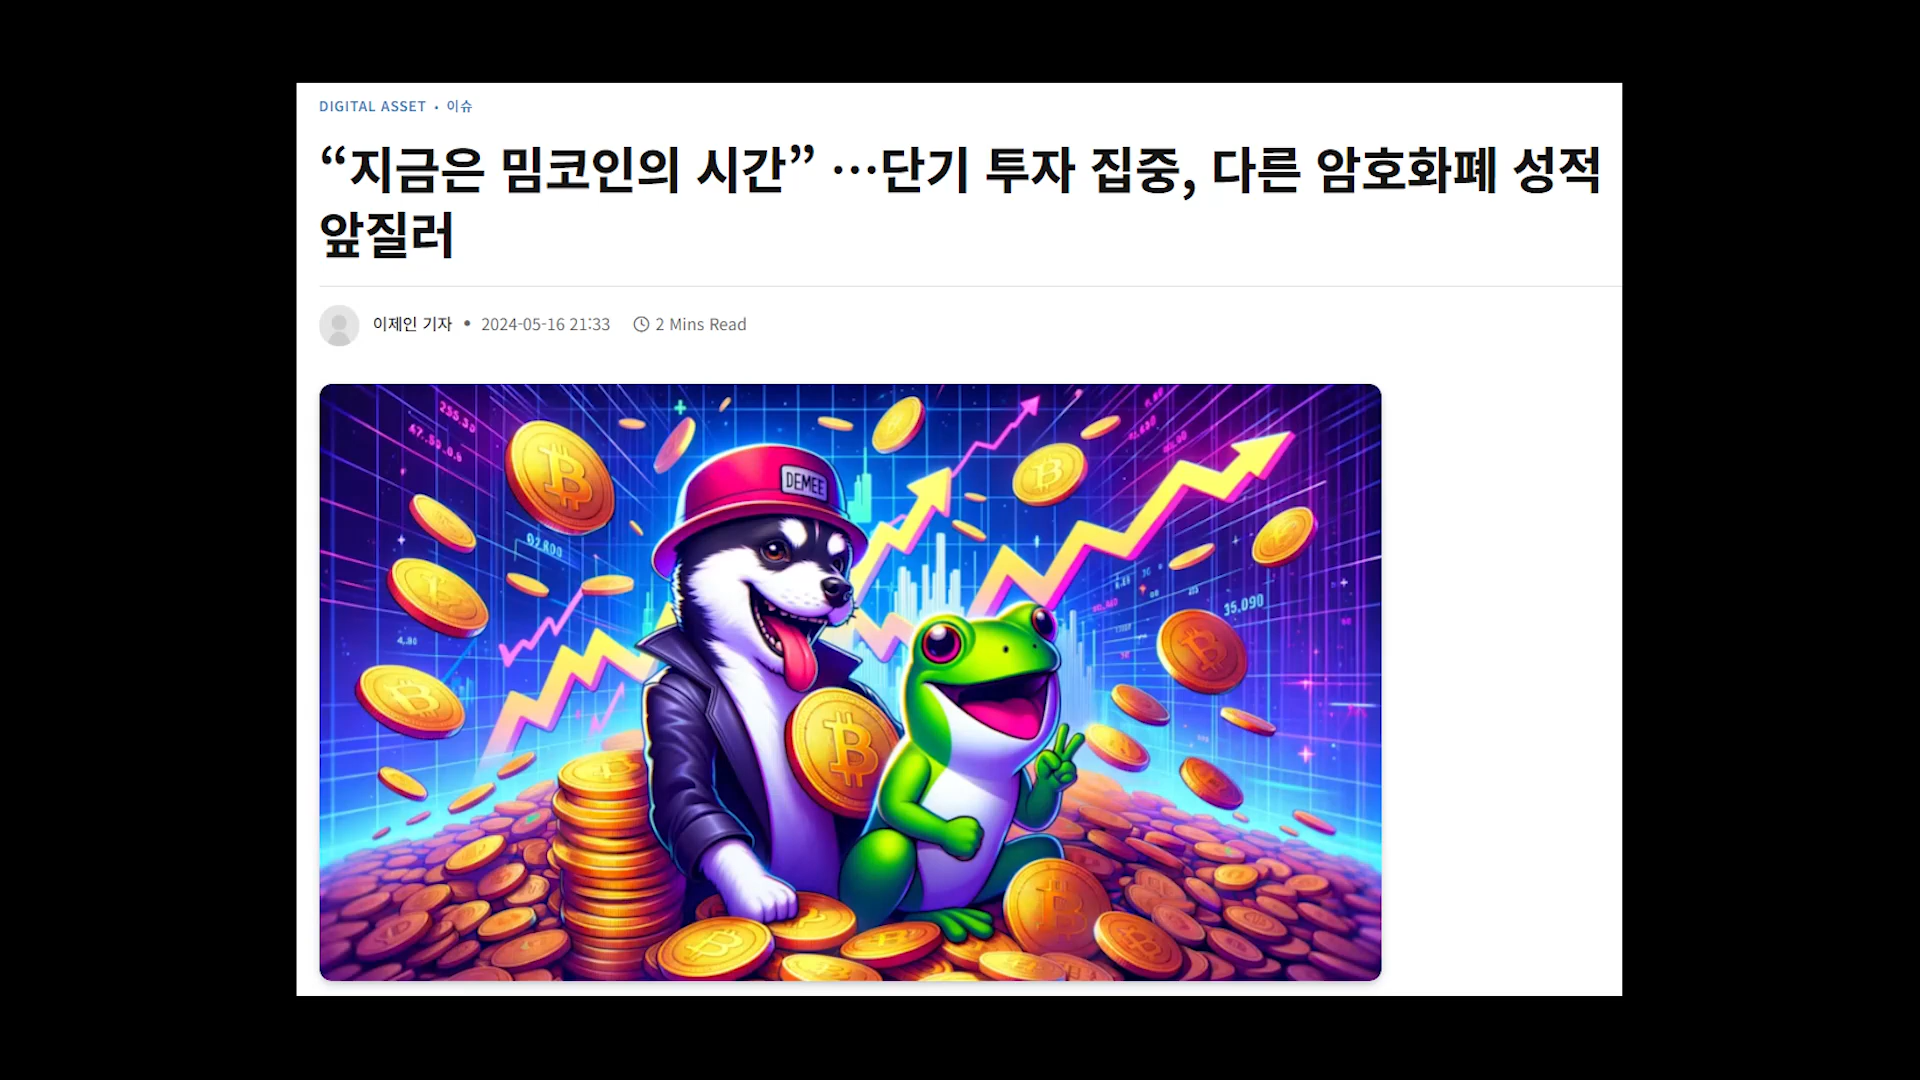 DIGITAL ASSET • 이슈
“지금은 밈코인의 시간” …단기 투자 집중, 다른 암호화폐 성적
앞질러
이제인 기자 • 2024-05-16 21:33 2 Mins Read
DEMEE
92.800
35,090